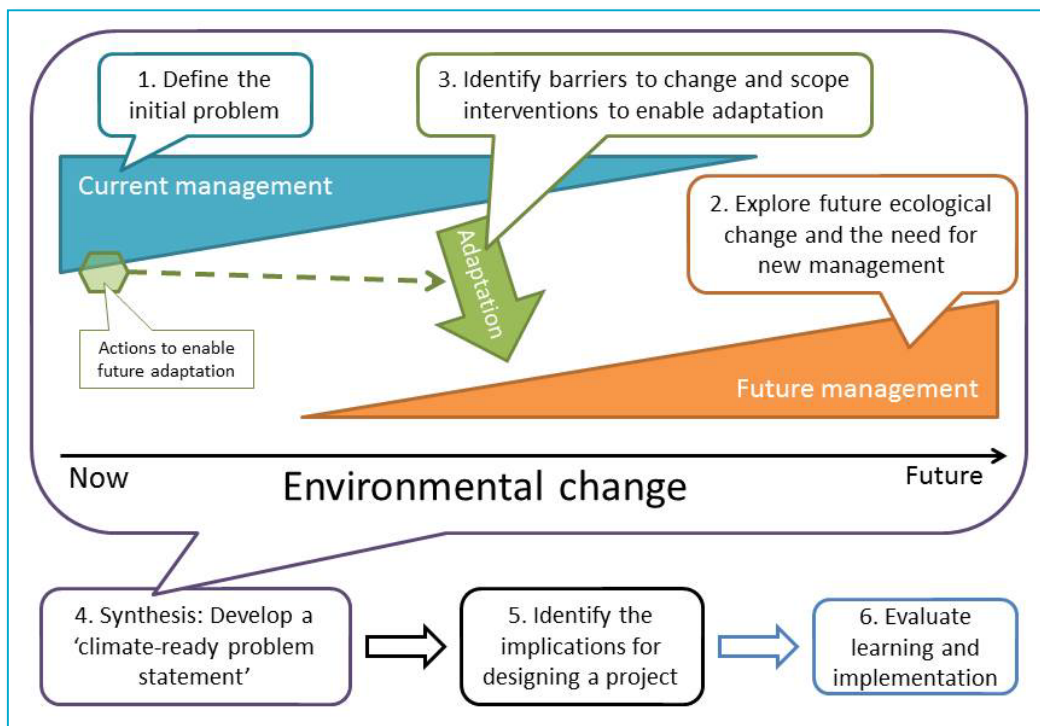 1. Define the
initial problem
3. Identify barriers to change and scope
interventions to enable adaptation
Current management
2. Explore future ecological
change and the need for
new management
Adaptation
Actions to enable
future adaptation
Future management
Now
Environmental change
Future
4. Synthesis: Develop a
‘climate-ready problem
statement’
5. Identify the
implications for
designing a project
6. Evaluate
learning and
implementation